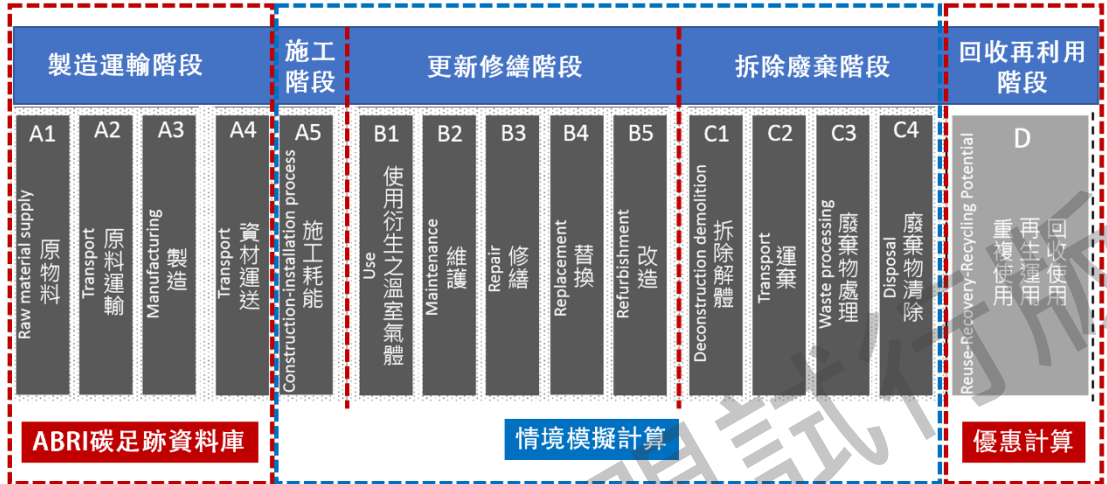 製造運輸階段
施工
階段
更新修繕階段
拆除廢棄階段
回收再利用
階段
A1
Raw material supply
原物料
A2
Transport
原料運輸
A3
Manufacturing
製造
A4
Transport
資材運送
A5
Construction-installation process
施工耗能
B1
Use
使用衍生之溫室氣體
B2
Maintenance
維護
B3
Repair
修繕
B4
Replacement
替換
B5
Refurbishment
改造
C1
Deconstruction demolition
拆除解體
C2
Transport
運棄
C3
Waste processing
廢棄物處理
C4
Disposal
廢棄物清除
D
Reuse-Recovery-Recycling Potential
重複使用
再生運用
回收使用
ABRI碳足跡資料庫
情境模擬計算
優惠計算
試行版